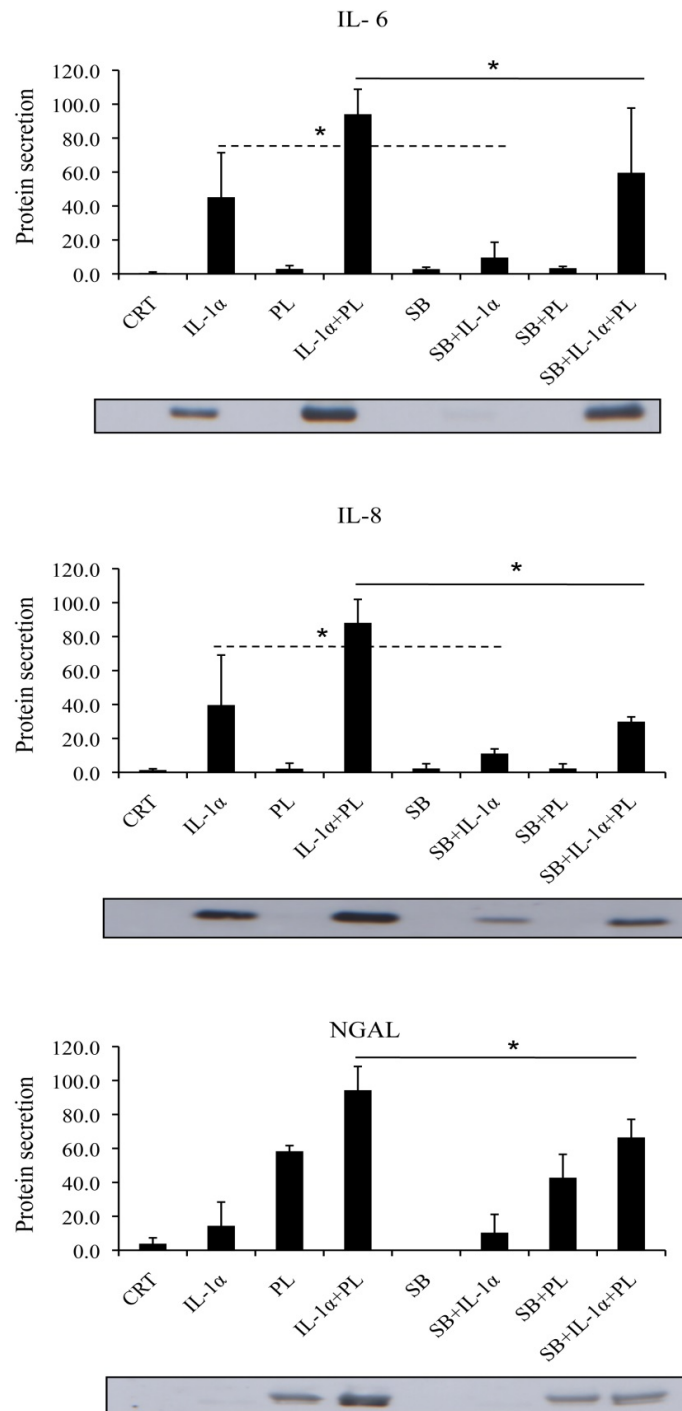 IL- 6
*
*
Protein secretion
120.0
100.0
80.0
60.0
40.0
20.0
0.0
CRT
IL-1α
PL
IL-1α+PL
SB
SB+IL-1α
SB+PL
SB+IL-1α+PL
IL-8
*
*
Protein secretion
120.0
100.0
80.0
60.0
40.0
20.0
0.0
CRT
IL-1α
PL
IL-1α+PL
SB
SB+IL-1α
SB+PL
SB+IL-1α+PL
NGAL
*
Protein secretion
120.0
100.0
80.0
60.0
40.0
20.0
0.0
CRT
IL-1α
PL
IL-1α+PL
SB
SB+IL-1α
SB+PL
SB+IL-1α+PL